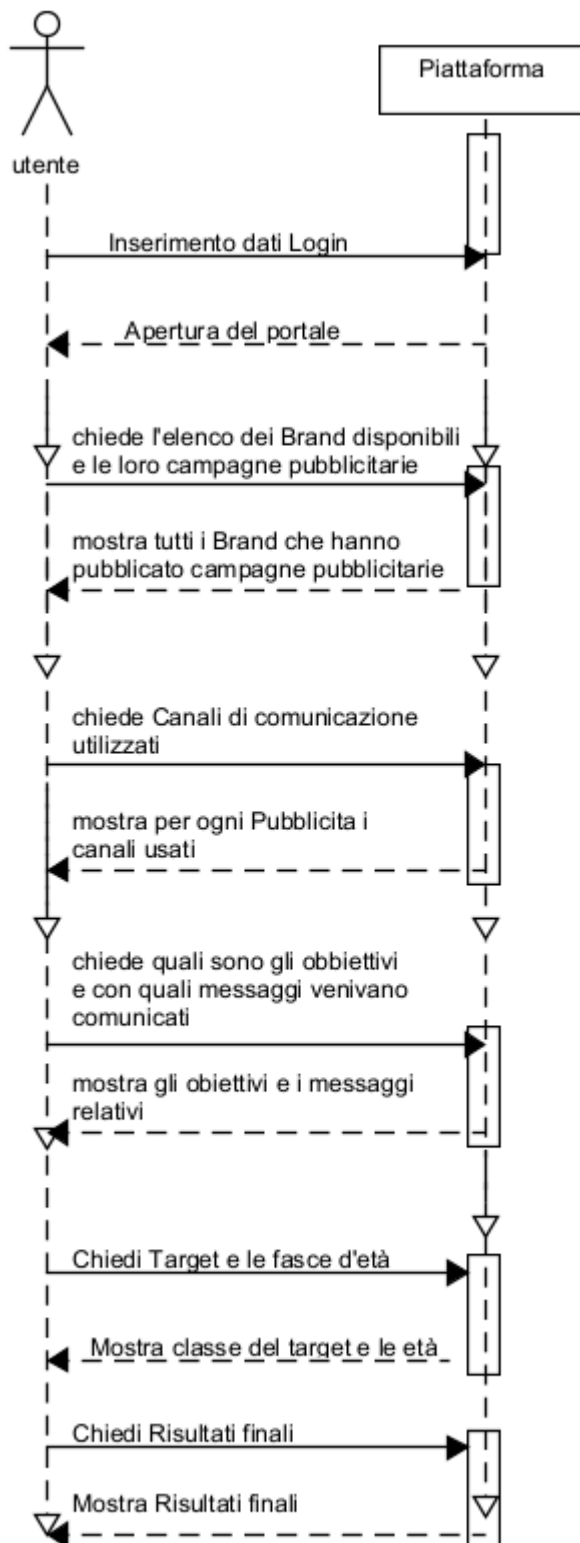 Piattaforma
utente
Inserimento dati Login
Apertura del portale
chiede l'elenco dei Brand disponibili
e le loro campagne pubblicitarie
mostra tutti i Brand che hanno
pubblicato campagne pubblicitarie
chiede Canali di comunicazione
utilizzati
mostra per ogni Pubblicita i
canali usati
chiede quali sono gli obbiettivi
e con quali messaggi venivano
comunicati
mostra gli obiettivi e i messaggi
relativi
Chiedi Target e le fasce d'età
Mostra classe del target e le età
Chiedi Risultati finali
Mostra Risultati finali